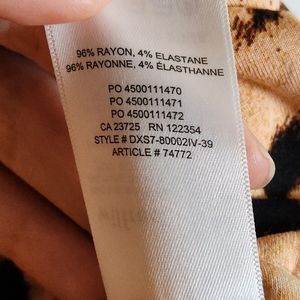 96% RAYON, 4% ELASTANE
96% RAYONNE, 4% ÉLASTHANNE
PO 4500111470
PO 4500111471
PO 4500111472
CA 23725 RN 122354
STYLE # DXS7-80002IV-39
ARTICLE # 74772